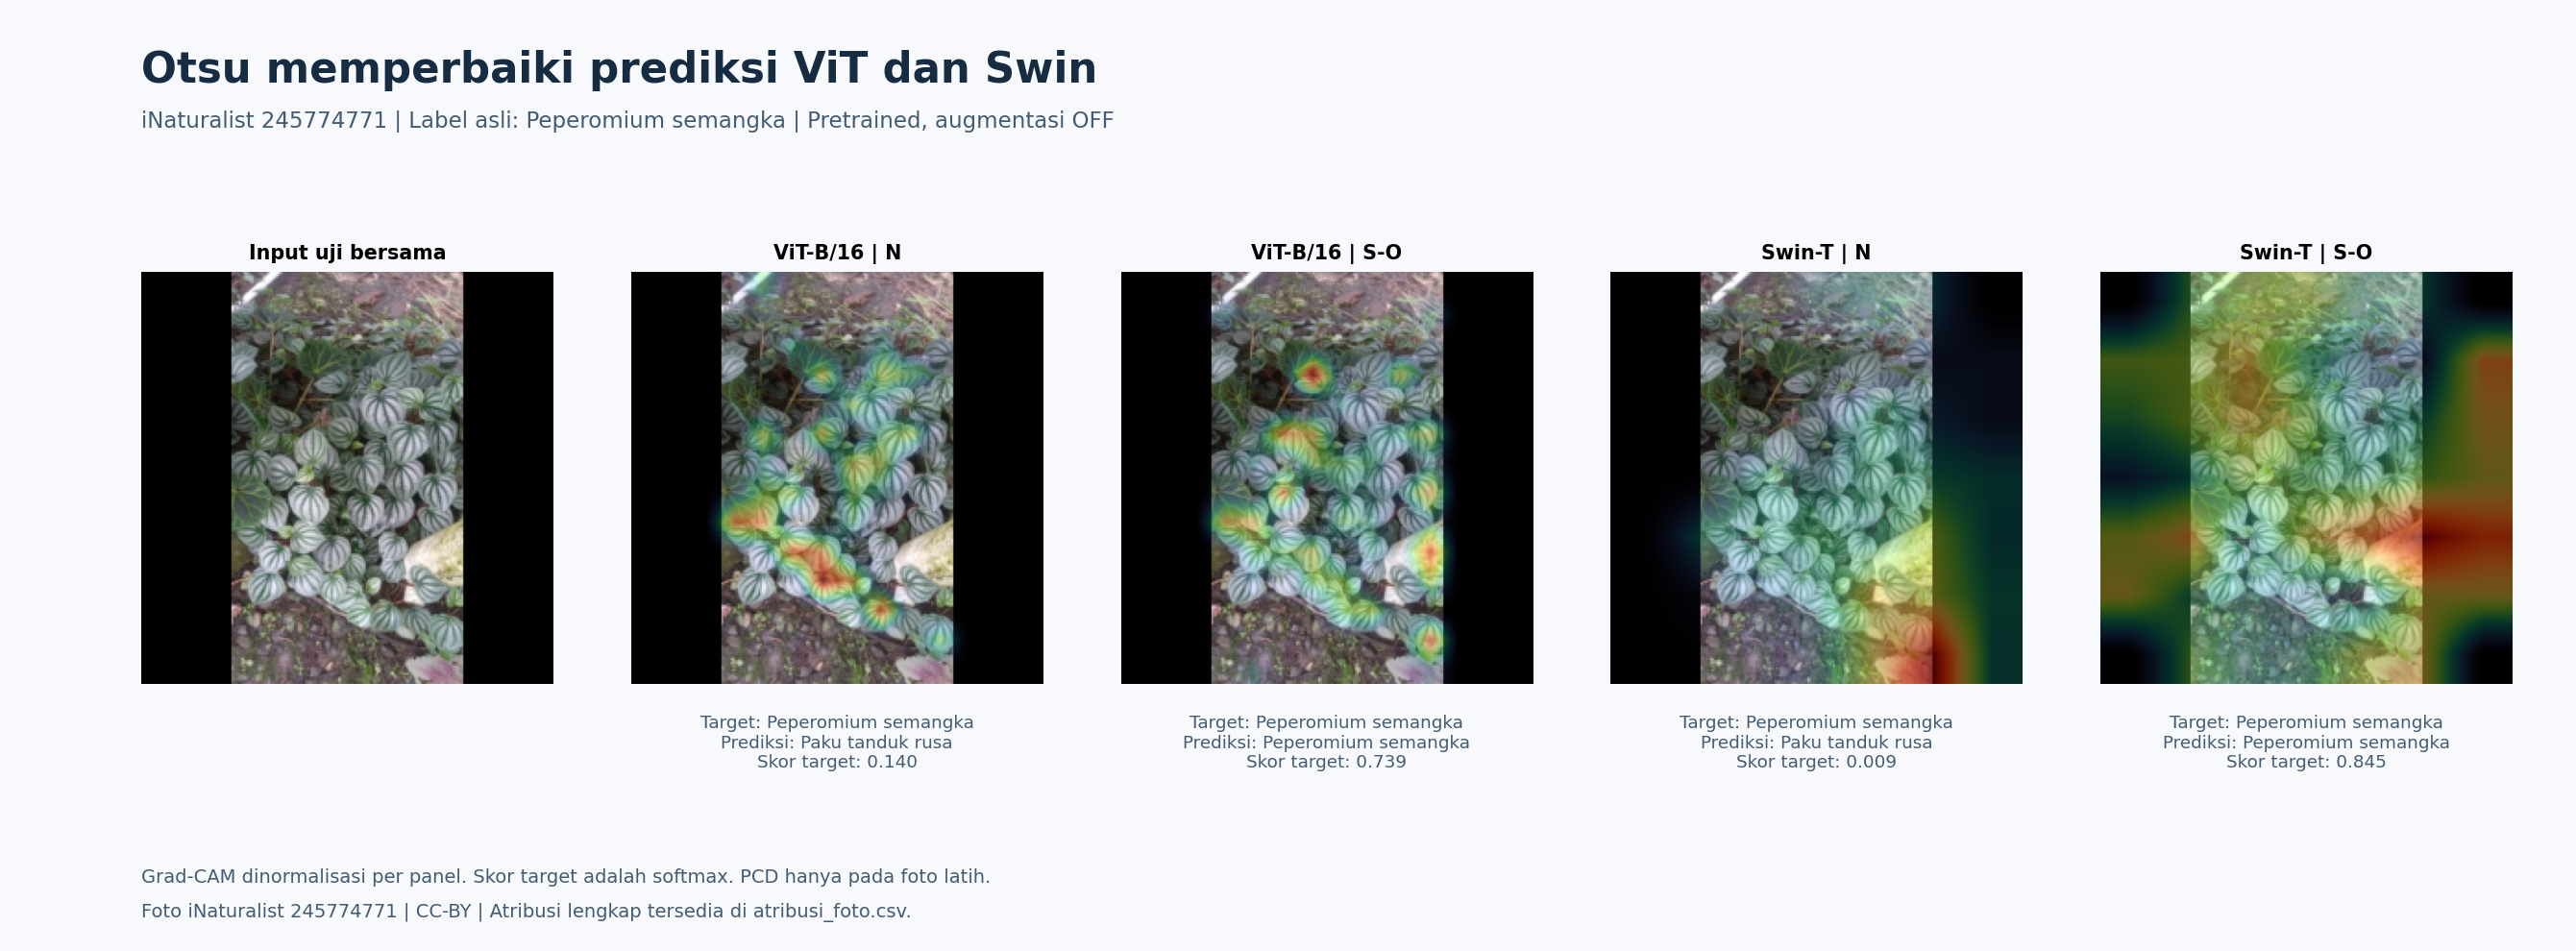 Otsu memperbaiki prediksi ViT dan Swin
iNaturalist 245774771 | Label asli: Peperomium semangka | Pretrained, augmentasi OFF
Input uji bersama
ViT-B/16 | N
ViT-B/16 | S-O
Swin-T | N
Swin-T | S-O
Target: Peperomium semangka
Prediksi: Paku tanduk rusa
Skor target: 0.140
Target: Peperomium semangka
Prediksi: Peperomium semangka
Skor target: 0.739
Target: Peperomium semangka
Prediksi: Paku tanduk rusa
Skor target: 0.009
Target: Peperomium semangka
Prediksi: Peperomium semangka
Skor target: 0.845
Grad-CAM dinormalisasi per panel. Skor target adalah softmax. PCD hanya pada foto latih.
Foto iNaturalist 245774771 | CC-BY | Atribusi lengkap tersedia di atribusi_foto.csv.